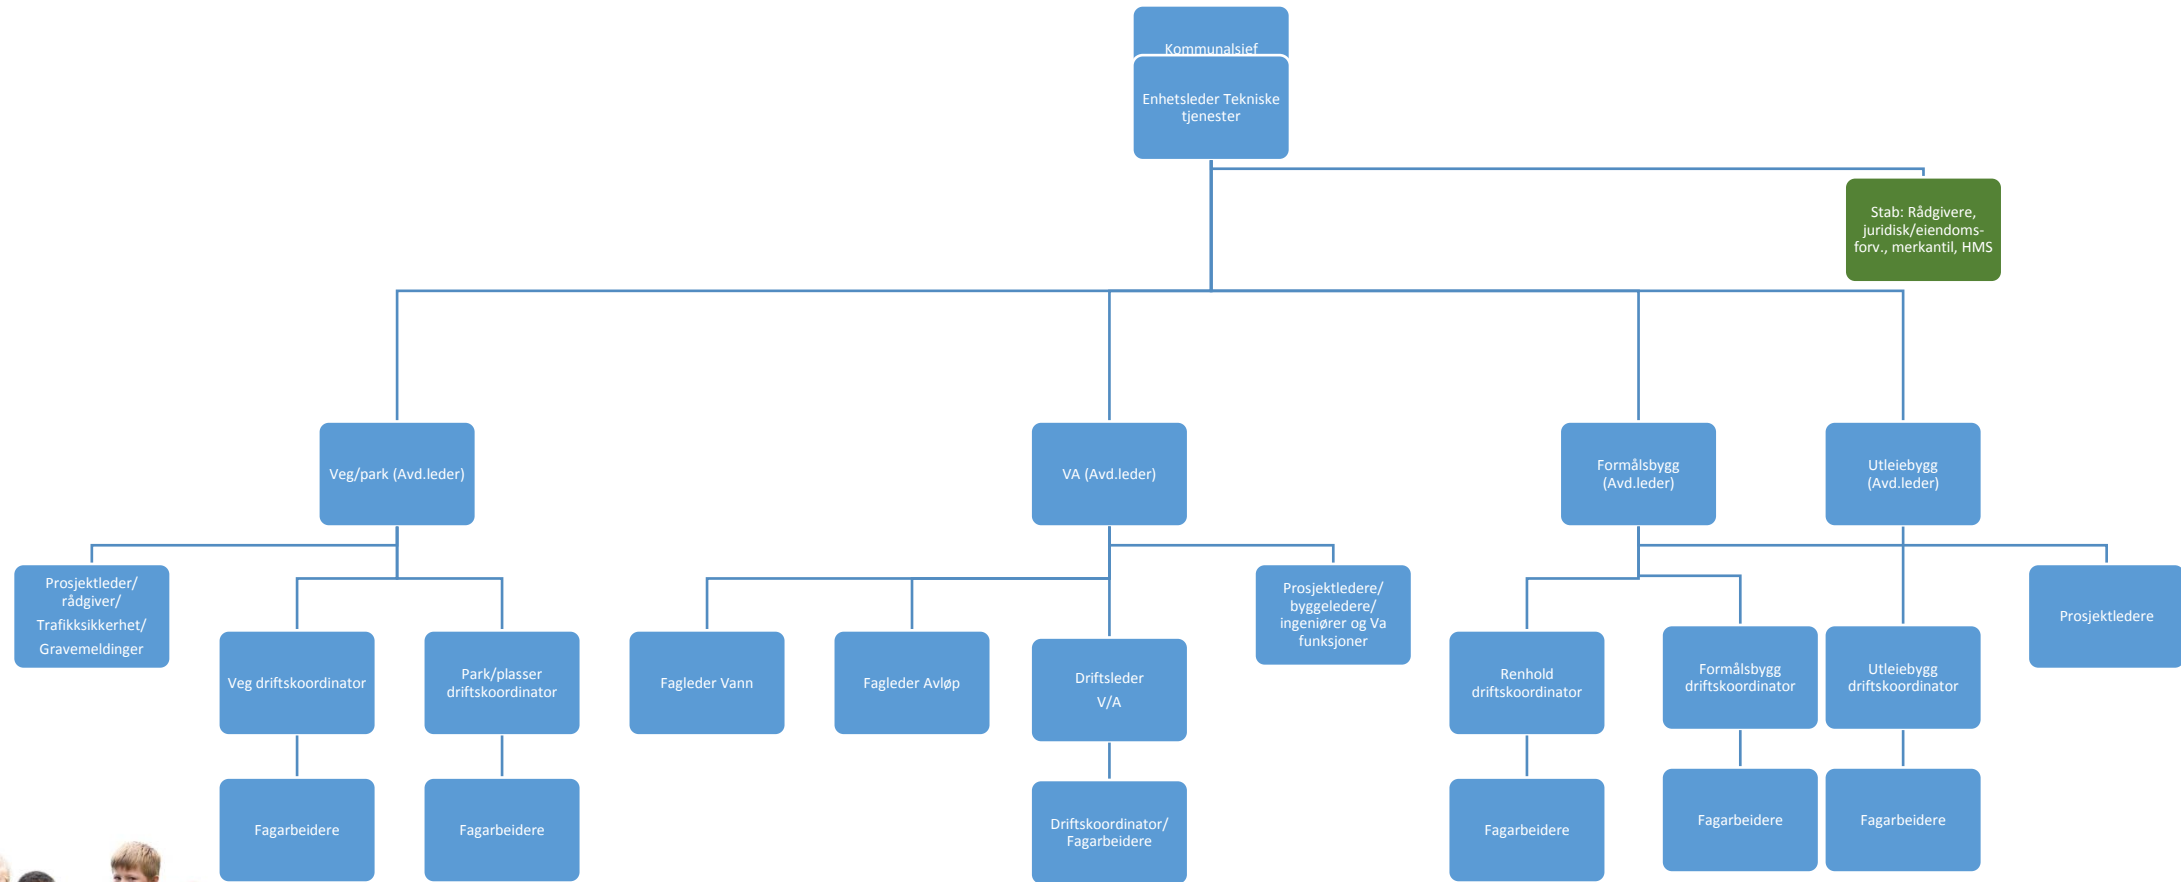 Kommunalsjef
Enhetsleder Tekniske
tjenester
Stab: Rådgivere,
juridisk/eiendoms-
forv., merkantil, HMS
Veg/park (Avd.leder)
VA (Avd.leder)
Formålsbygg
(Avd.leder)
Utleiebygg
(Avd.leder)
Prosjektleder/
rådgiver/
Trafikksikkerhet/
Gravemeldinger
Veg driftskoordinator
Park/plasser
driftskoordinator
Fagleder Vann
Fagleder Avløp
Driftsleder
V/A
Prosjektledere/
byggeledere/
ingeniører og Va
funksjoner
Renhold
driftskoordinator
Formålsbygg
driftskoordinator
Utleiebygg
driftskoordinator
Prosjektledere
Fagarbeidere
Fagarbeidere
Driftskoordinator/
Fagarbeidere
Fagarbeidere
Fagarbeidere
Fagarbeidere